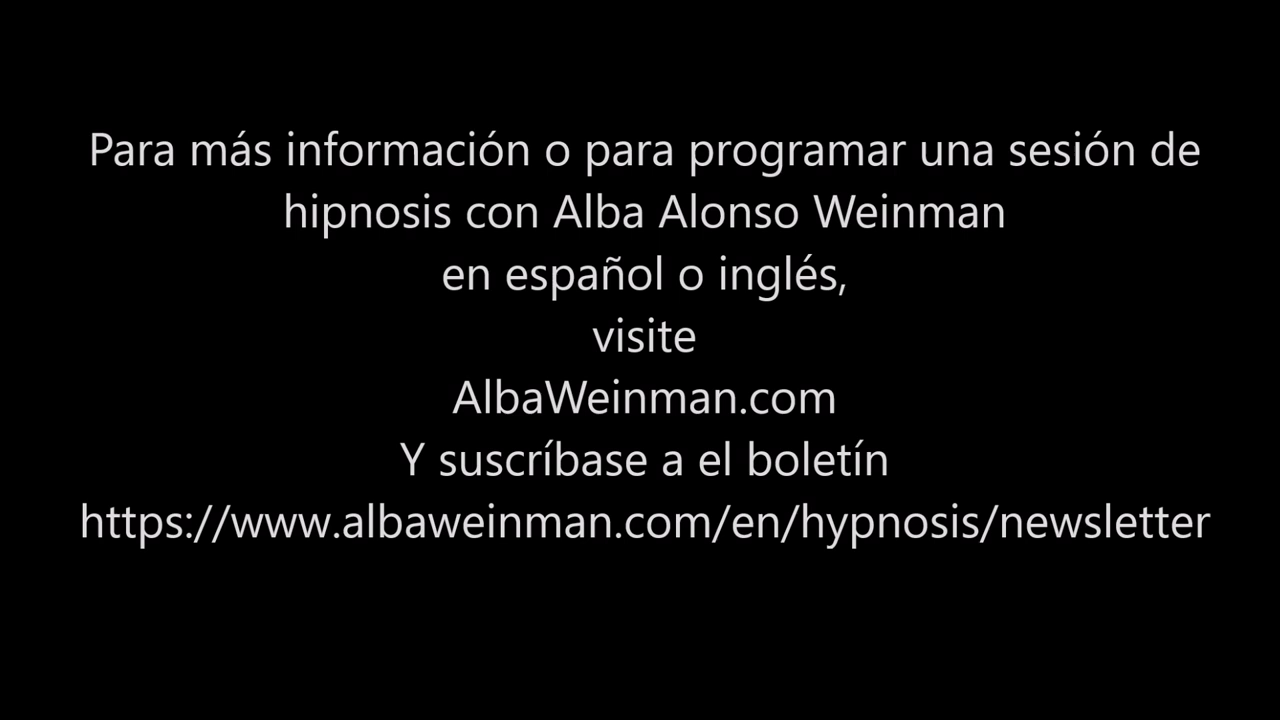 Para más información o para programar una sesión de
hipnosis con Alba Alonso Weinman
en español o inglés,
visite
AlbaWeinman.com
Y suscríbase a el boletín
https://www.albaweinman.com/en/hypnosis/newsletter